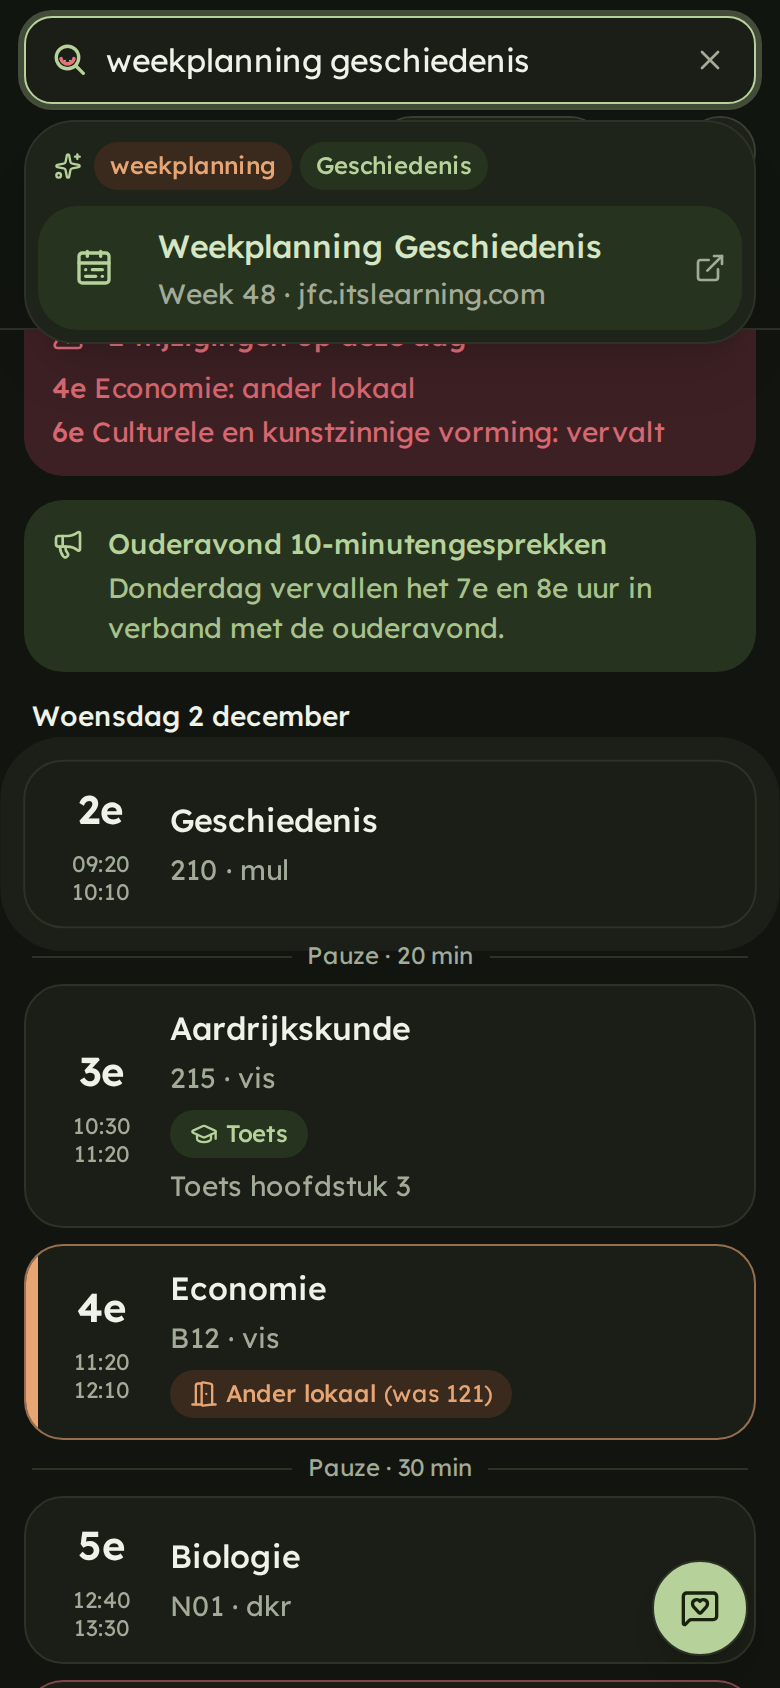 weekplanning geschiedenis
weekplanning Geschiedenis
Weekplanning Geschiedenis
Week 48 · jfc.itslearning.com
4e Economie: ander lokaal
6e Culturele en kunstzinnige vorming: vervalt
Ouderavond 10-minutengesprekken
Donderdag vervallen het 7e en 8e uur in
verband met de ouderavond.
Woensdag 2 december
2e
Geschiedenis
09:20
10:10
210 · mul
Pauze · 20 min
Aardrijkskunde
3e
215 · vis
10:30
11:20
Toets
Toets hoofdstuk 3
Economie
4e
B12 · vis
11:20
12:10
Ander lokaal (was 121)
Pauze · 30 min
5e
Biologie
12:40
13:30
N01 · dkr